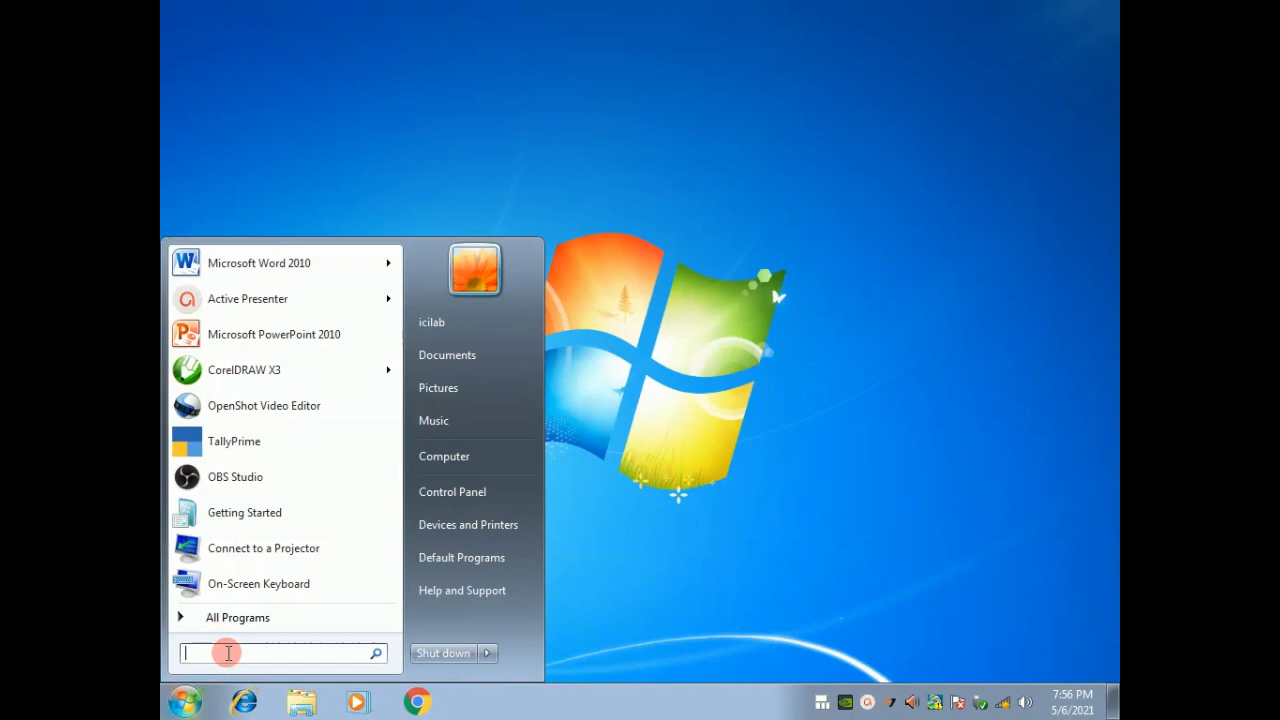 Microsoft Word 2010
Active Presenter
Microsoft PowerPoint 2010
CorelDRAW X3
OpenShot Video Editor
TallyPrime
OBS Studio
Getting Started
Connect to a Projector
On-Screen Keyboard
All Programs
icilab
Documents
Pictures
Music
Computer
Control Panel
Devices and Printers
Default Programs
Help and Support
Shut down
7:56 PM
5/6/2021